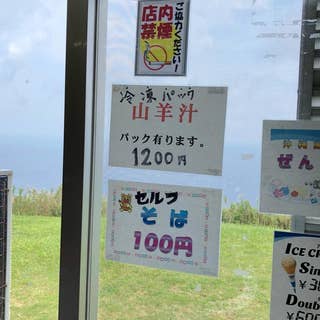 ご協力ください!
店内
禁煙
冷凍パック
山羊汁
パック有ります。
1200円
セルフ
そば
100円
ぜん
ICE C
Sin
Doub